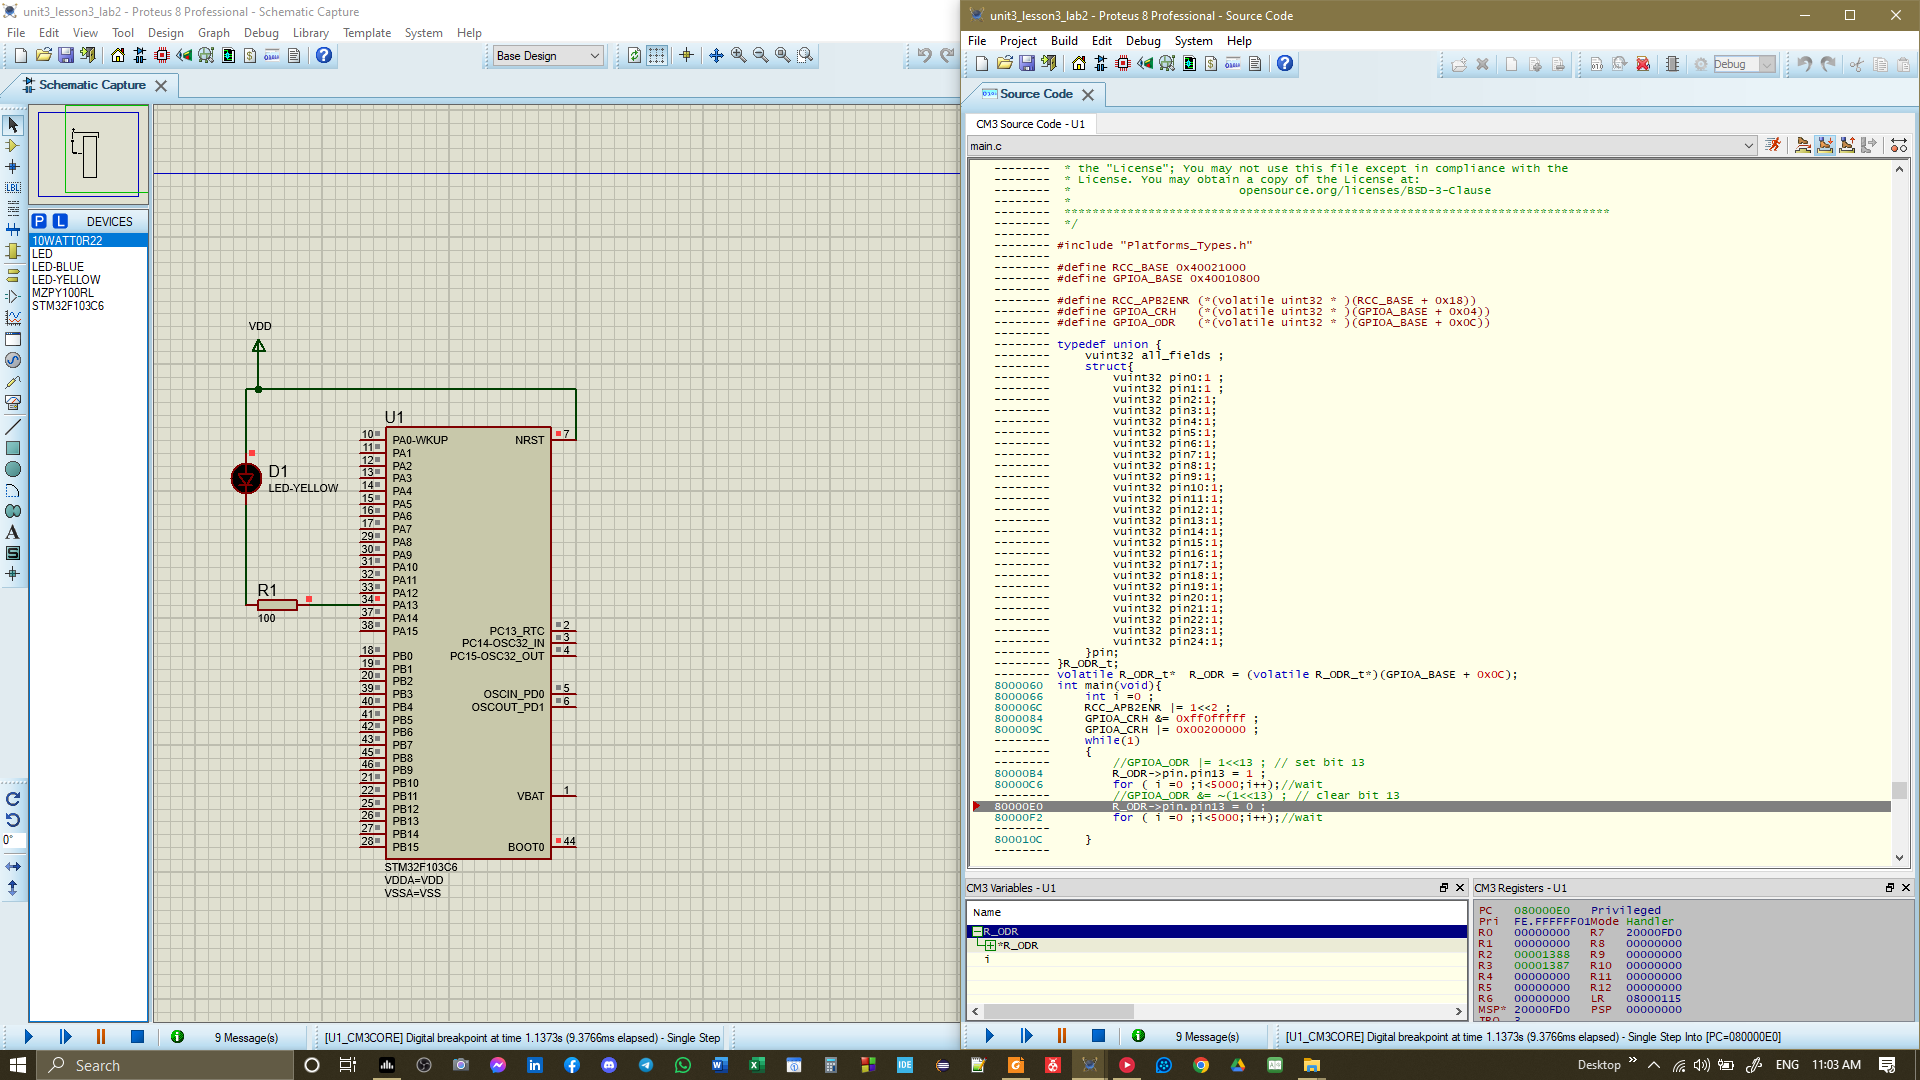 unit3_lesson3_lab2 - Proteus 8 Professional - Schematic Capture
File Edit View Tool Design Graph Debug Library Template System Help
Base Design
Schematic Capture
P L DEVICES
10WATT0R22
LED
LED-BLUE
LED-YELLOW
MZPY100RL
STM32F103C6
LBL
A
S
0°
VDD
U1
D1
LED-YELLOW
R1
100
10 PA0-WKUP NRST 7
11 PA1
12 PA2
13 PA3
14 PA4
15 PA5
16 PA6
17 PA7
29 PA8
30 PA9
31 PA10
32 PA11
33 PA12
34 PA13
37 PA14
38 PA15 PC13_RTC 2
PC14-OSC32_IN 3
18 PB0 PC15-OSC32_OUT 4
19 PB1
20 PB2
39 PB3 OSCIN_PD0 5
40 PB4 OSCOUT_PD1 6
41 PB5
42 PB6
43 PB7
45 PB8
46 PB9
21 PB10
22 PB11 VBAT 1
25 PB12
26 PB13
27 PB14
28 PB15 BOOT0 44
STM32F103C6
VDDA=VDD
VSSA=VSS
9 Message(s) [U1_CM3CORE] Digital breakpoint at time 1.1373s (9.3766ms elapsed) - Single Step
unit3_lesson3_lab2 - Proteus 8 Professional - Source Code
File Project Build Edit Debug System Help
Debug
Source Code
CM3 Source Code - U1
main.c
-------- * the "License"; You may not use this file except in compliance with the
-------- * License. You may obtain a copy of the License at:
-------- * opensource.org/licenses/BSD-3-Clause
-------- *
-------- ******************************************************************************
-------- */
--------
-------- #include "Platforms_Types.h"
--------
-------- #define RCC_BASE 0x40021000
-------- #define GPIOA_BASE 0x40010800
--------
-------- #define RCC_APB2ENR (*(volatile uint32 * )(RCC_BASE + 0x18))
-------- #define GPIOA_CRH (*(volatile uint32 * )(GPIOA_BASE + 0x04))
-------- #define GPIOA_ODR (*(volatile uint32 * )(GPIOA_BASE + 0x0C))
--------
-------- typedef union {
-------- vuint32 all_fields ;
-------- struct{
-------- vuint32 pin0:1 ;
-------- vuint32 pin1:1 ;
-------- vuint32 pin2:1;
-------- vuint32 pin3:1;
-------- vuint32 pin4:1;
-------- vuint32 pin5:1;
-------- vuint32 pin6:1;
-------- vuint32 pin7:1;
-------- vuint32 pin8:1;
-------- vuint32 pin9:1;
-------- vuint32 pin10:1;
-------- vuint32 pin11:1;
-------- vuint32 pin12:1;
-------- vuint32 pin13:1;
-------- vuint32 pin14:1;
-------- vuint32 pin15:1;
-------- vuint32 pin16:1;
-------- vuint32 pin17:1;
-------- vuint32 pin18:1;
-------- vuint32 pin19:1;
-------- vuint32 pin20:1;
-------- vuint32 pin21:1;
-------- vuint32 pin22:1;
-------- vuint32 pin23:1;
-------- vuint32 pin24:1;
-------- }pin;
-------- }R_ODR_t;
-------- volatile R_ODR_t* R_ODR = (volatile R_ODR_t*)(GPIOA_BASE + 0x0C);
8000060 int main(void){
8000066 int i =0 ;
800006C RCC_APB2ENR |= 1<<2 ;
8000084 GPIOA_CRH &= 0xff0fffff ;
800009C GPIOA_CRH |= 0x00200000 ;
-------- while(1)
-------- {
-------- //GPIOA_ODR |= 1<<13 ; // set bit 13
80000B4 R_ODR->pin.pin13 = 1 ;
80000C6 for ( i =0 ;i<5000;i++);//wait
-------- //GPIOA_ODR &= ~(1<<13) ; // clear bit 13
80000E0 R_ODR->pin.pin13 = 0 ;
80000F2 for ( i =0 ;i<5000;i++);//wait
--------
800010C }
--------
CM3 Variables - U1
Name
R_ODR
*R_ODR
i
CM3 Registers - U1
PC 080000E0 Privileged
Pri FE.FFFFFF01Mode Handler
R0 00000000 R7 20000FD0
R1 00000000 R8 00000000
R2 00001388 R9 00000000
R3 00001387 R10 00000000
R4 00000000 R11 00000000
R5 00000000 R12 00000000
R6 00000000 LR 08000115
MSP* 20000FD0 PSP 00000000
9 Message(s) [U1_CM3CORE] Digital breakpoint at time 1.1373s (9.3766ms elapsed) - Single Step Into [PC=080000E0]
Search
IDE
Desktop ENG 11:03 AM